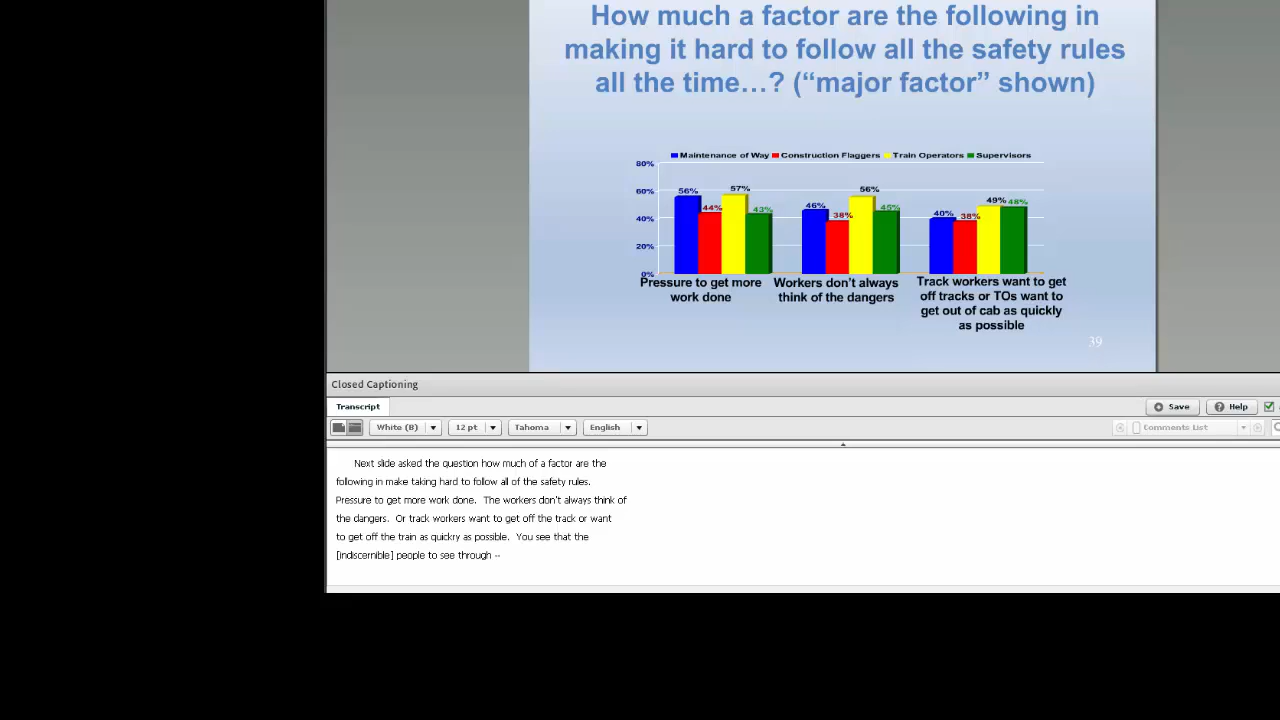 How much a factor are the following in
making it hard to follow all the safety rules
all the time…? (“major factor” shown)
Maintenance of Way Construction Flaggers Train Operators Supervisors
80%
60%
40%
20%
0%
56% 44% 57% 43%
46% 38% 56% 45%
40% 38% 49% 48%
Pressure to get more
work done
Workers don’t always
think of the dangers
Track workers want to get
off tracks or TOs want to
get out of cab as quickly
as possible
39
Closed Captioning
Transcript
Save
Help
White (B)
12 pt
Tahoma
English
Comments List
Next slide asked the question how much of a factor are the
following in make taking hard to follow all of the safety rules.
Pressure to get more work done.  The workers don't always think of
the dangers.  Or track workers want to get off the track or want
to get off the train as quickry as possible.  You see that the
[indiscernible] people to see through --